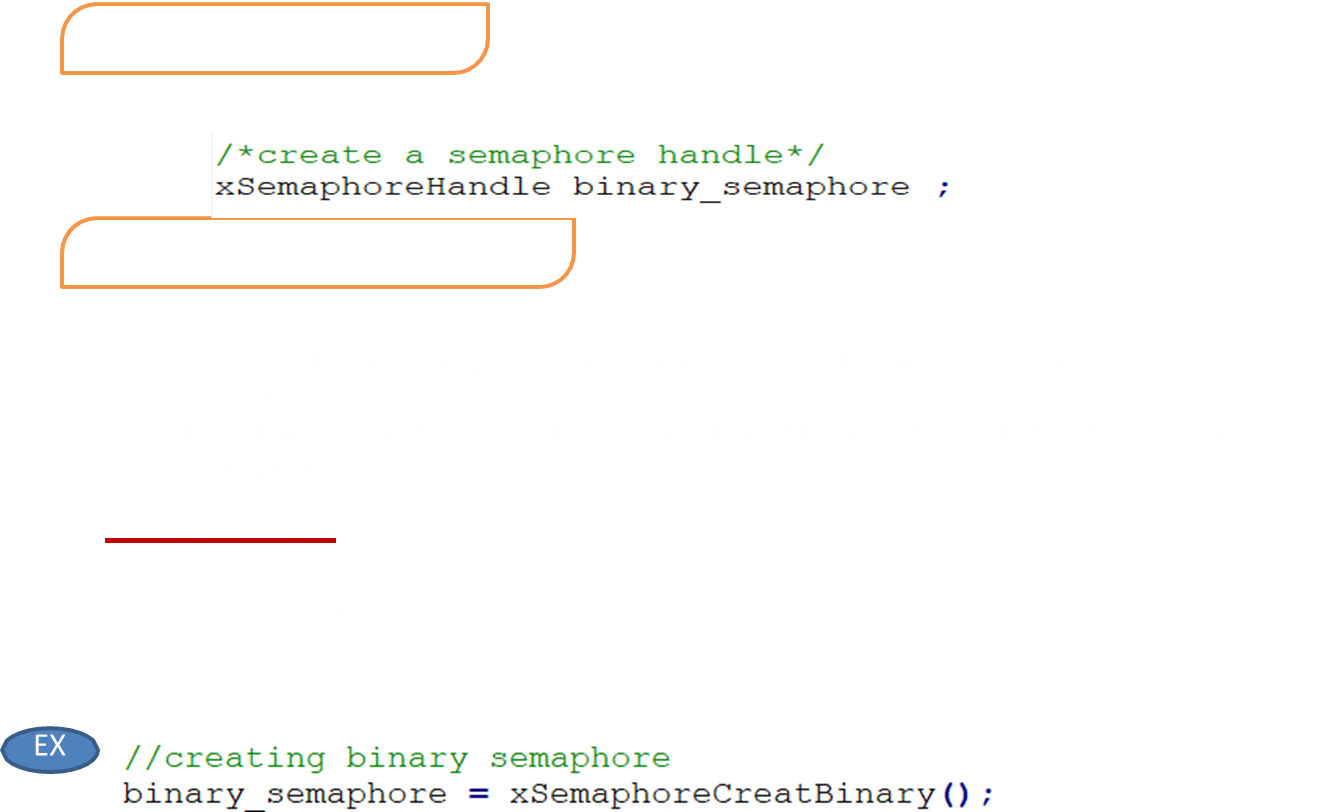 /*create a semaphore handle*/
xSemaphoreHandle binary_semaphore ;
EX
//creating binary semaphore
binary_semaphore = xSemaphoreCreatBinary();